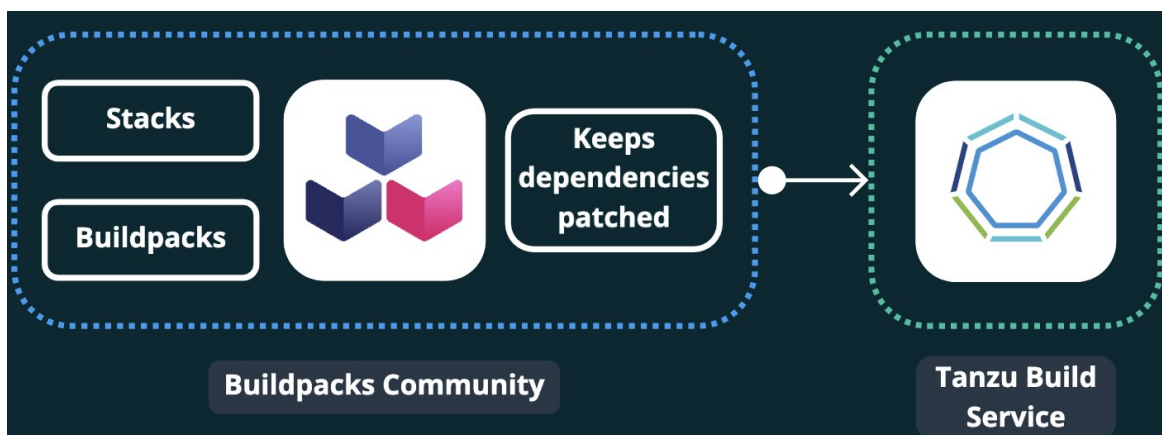 Stacks
Buildpacks
Keeps
dependencies
patched
Buildpacks Community
Tanzu Build
Service